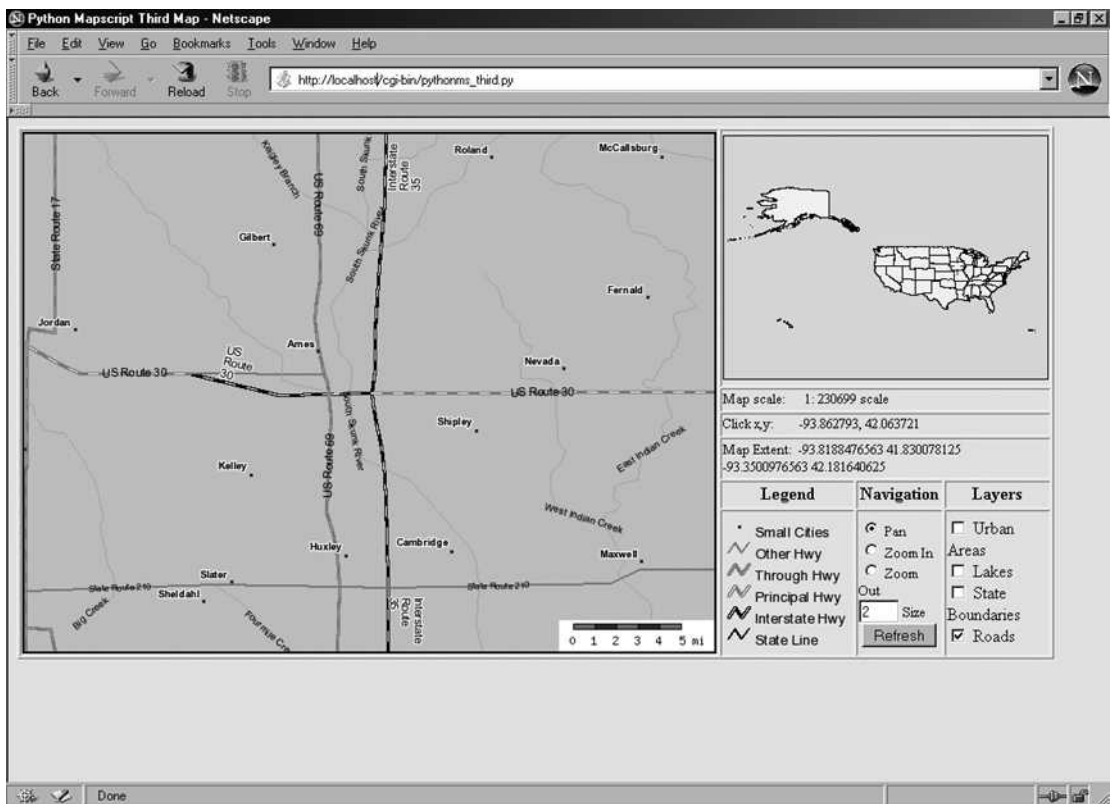 Python Mapscript Third Map - Netscape
File Edit View Go Bookmarks Tools Window Help
Back Forward Reload Stop
http://localhost/cgi-bin/pythonms_third.py
N
State Route 17
Keigley Branch
US Route 69
South Skunk
Interstate Route 35
Roland
McCallsburg
Gilbert
South Skunk River
Fernald
Jordan
Ames
US Route 30
US Route 30
Nevada
US Route 30
South Skunk River
Shipley
US Route 69
East Indian Creek
Kelley
West Indian Creek
Huxley
Cambridge
Maxwell
Slater
State Route 210
State Route 210
Sheldahl
Big Creek
Interstate Route 35
0 1 2 3 4 5 mi
Map scale: 1: 230699 scale
Click x,y: -93.862793, 42.063721
Map Extent: -93.8188476563 41.830078125
-93.3500976563 42.181640625
Legend Navigation Layers
Small Cities
Other Hwy
Through Hwy
Principal Hwy
Interstate Hwy
State Line
Pan
Zoom In
Zoom
Out
2 Size
Refresh
Urban
Areas
Lakes
State
Boundaries
Roads
Done